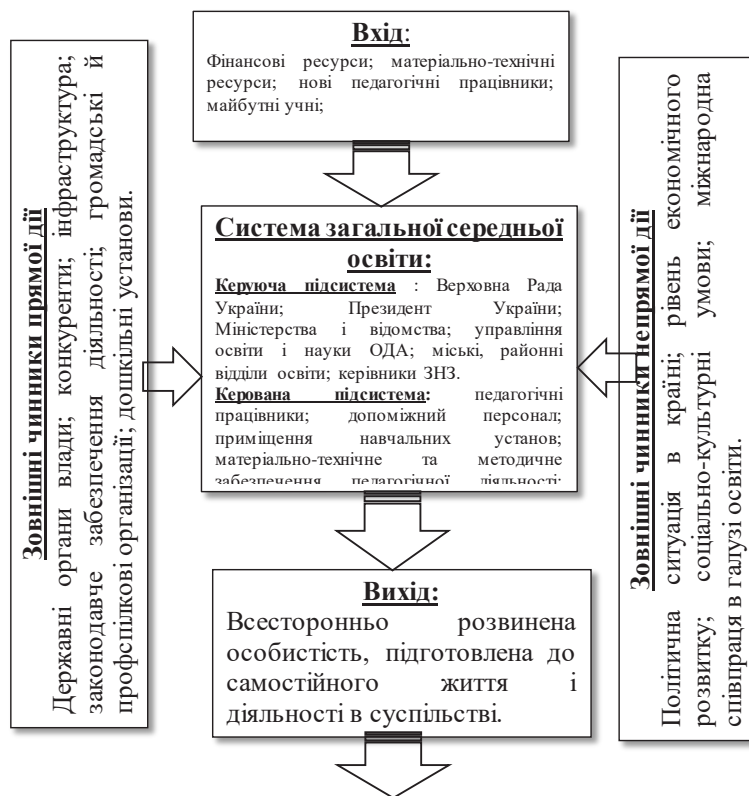 Вхід:
Фінансові ресурси; матеріально-технічні
ресурси; нові педагогічні працівники;
майбутні учні;
Зовнішні чинники прямої дії
Державні органи влади; конкуренти; інфраструктура;
законодавче забезпечення діяльності; громадські й
профспілкові організації; дошкільні установи.
Система загальної середньої
освіти:
Керуюча підсистема : Верховна Рада
України; Президент України;
Міністерства і відомства; управління
освіти і науки ОДА; міські, районні
відділи освіти; керівники ЗНЗ.
Керована підсистема: педагогічні
працівники; допоміжний персонал;
приміщення навчальних установ;
матеріально-технічне та методичне
забезпечення педагогічної діяльності;
Зовнішні чинники непрямої дії
Політична ситуація в країні; рівень економічного
розвитку; соціально-культурні умови; міжнародна
співпраця в галузі освіти.
Вихід:
Всесторонньо розвинена
особистість, підготовлена до
самостійного життя і
діяльності в суспільстві.